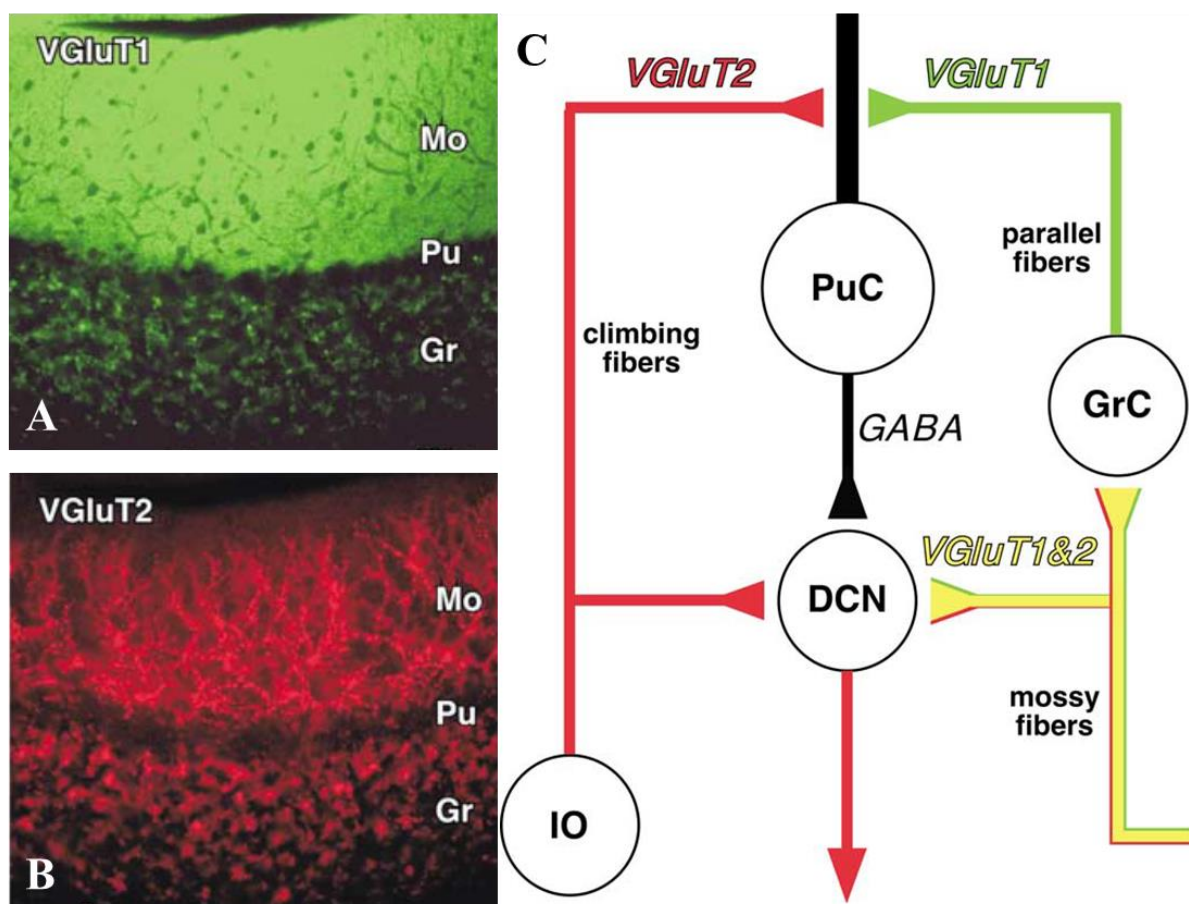 VGluT1
Mo
Pu
Gr
A
VGluT2
Mo
Pu
Gr
B
C
VGluT2
VGluT1
parallel
fibers
PuC
climbing
fibers
GrC
GABA
VGluT1&2
DCN
mossy
fibers
IO